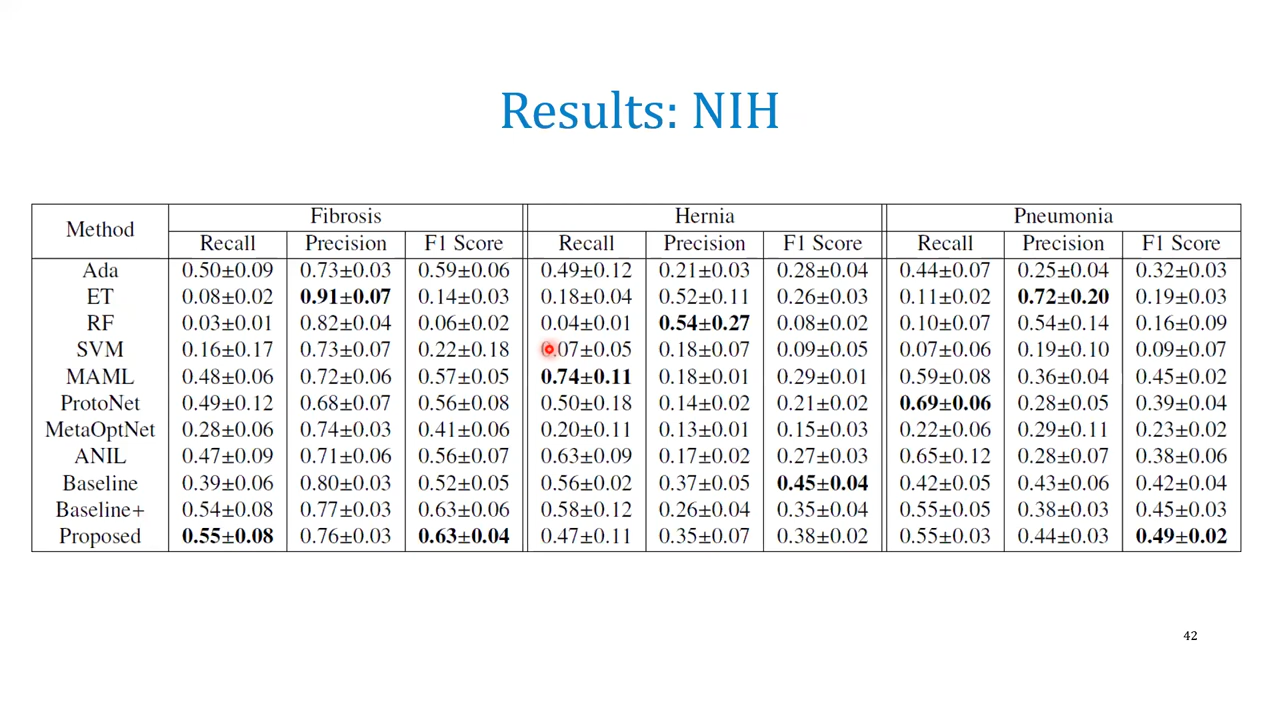 Results: NIH
Method Fibrosis Hernia Pneumonia
Recall Precision F1 Score Recall Precision F1 Score Recall Precision F1 Score
Ada 0.50±0.09 0.73±0.03 0.59±0.06 0.49±0.12 0.21±0.03 0.28±0.04 0.44±0.07 0.25±0.04 0.32±0.03
ET 0.08±0.02 0.91±0.07 0.14±0.03 0.18±0.04 0.52±0.11 0.26±0.03 0.11±0.02 0.72±0.20 0.19±0.03
RF 0.03±0.01 0.82±0.04 0.06±0.02 0.04±0.01 0.54±0.27 0.08±0.02 0.10±0.07 0.54±0.14 0.16±0.09
SVM 0.16±0.17 0.73±0.07 0.22±0.18 0.07±0.05 0.18±0.07 0.09±0.05 0.07±0.06 0.19±0.10 0.09±0.07
MAML 0.48±0.06 0.72±0.06 0.57±0.05 0.74±0.11 0.18±0.01 0.29±0.01 0.59±0.08 0.36±0.04 0.45±0.02
ProtoNet 0.49±0.12 0.68±0.07 0.56±0.08 0.50±0.18 0.14±0.02 0.21±0.02 0.69±0.06 0.28±0.05 0.39±0.04
MetaOptNet 0.28±0.06 0.74±0.03 0.41±0.06 0.20±0.11 0.13±0.01 0.15±0.03 0.22±0.06 0.29±0.11 0.23±0.02
ANIL 0.47±0.09 0.71±0.06 0.56±0.07 0.63±0.09 0.17±0.02 0.27±0.03 0.65±0.12 0.28±0.07 0.38±0.06
Baseline 0.39±0.06 0.80±0.03 0.52±0.05 0.56±0.02 0.37±0.05 0.45±0.04 0.42±0.05 0.43±0.06 0.42±0.04
Baseline+ 0.54±0.08 0.77±0.03 0.63±0.06 0.58±0.12 0.26±0.04 0.35±0.04 0.55±0.05 0.38±0.03 0.45±0.03
Proposed 0.55±0.08 0.76±0.03 0.63±0.04 0.47±0.11 0.35±0.07 0.38±0.02 0.55±0.03 0.44±0.03 0.49±0.02
42